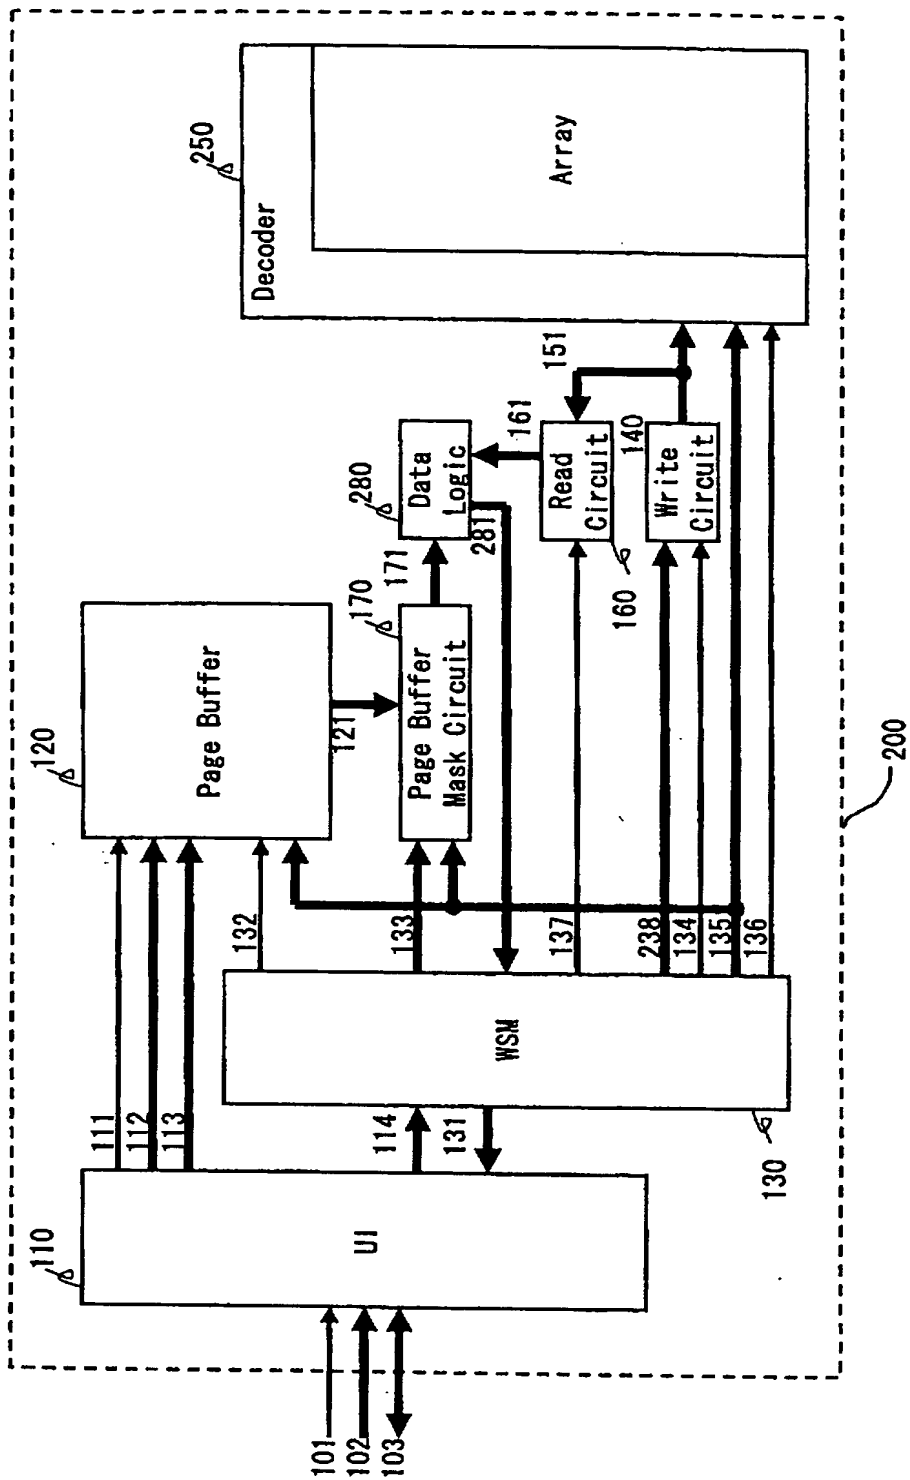 101
102
103
110
UI
111
112
113
114
131
130
WSM
132
133
137
238
134
135
136
120
Page Buffer
121
170
Page Buffer
Mask Circuit
171
280
Data
Logic
281
161
160
Read
Circuit
140
Write
Circuit
151
250
Decoder
Array
200